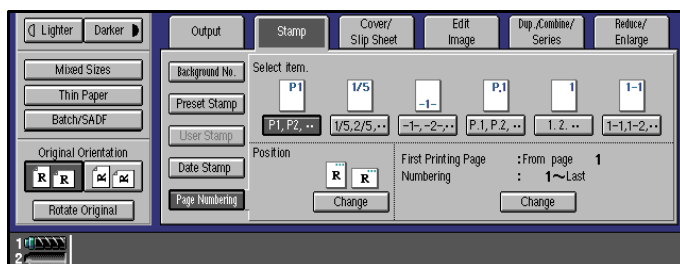 Lighter Darker
Mixed Sizes
Thin Paper
Batch/SADF
Original Orientation
R R R R
Rotate Original
Output
Stamp
Cover/
Slip Sheet
Edit
Image
Dup./Combine/
Series
Reduce/
Enlarge
Background No.
Preset Stamp
User Stamp
Date Stamp
Page Numbering
Select item.
P1 1/5 -1- P.1 1 1-1
P1, P2, ·· 1/5,2/5,·· -1-, -2-,·· P.1, P.2, ·· 1. 2. ·· 1-1,1-2,··
Position
R R
Change
First Printing Page :From page 1
Numbering : 1~Last
Change
1
2